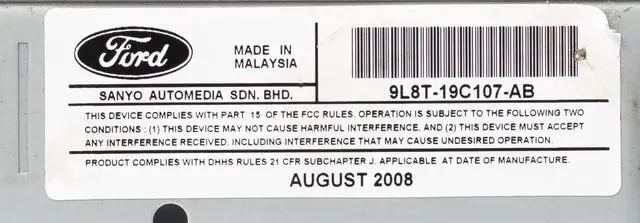 Ford
MADE IN
MALAYSIA
SANYO AUTOMEDIA SDN. BHD.
9L8T-19C107-AB
THIS DEVICE COMPLIES WITH PART 15 OF THE FCC RULES. OPERATION IS SUBJECT TO THE FOLLOWING TWO
CONDITIONS : (1) THIS DEVICE MAY NOT CAUSE HARMFUL INTERFERENCE, AND (2) THIS DEVICE MUST ACCEPT
ANY INTERFERENCE RECEIVED. INCLUDING INTERFERENCE THAT MAY CAUSE UNDESIRED OPERATION.
PRODUCT COMPLIES WITH DHHS RULES 21 CFR SUBCHAPTER J. APPLICABLE AT DATE OF MANUFACTURE.
AUGUST 2008